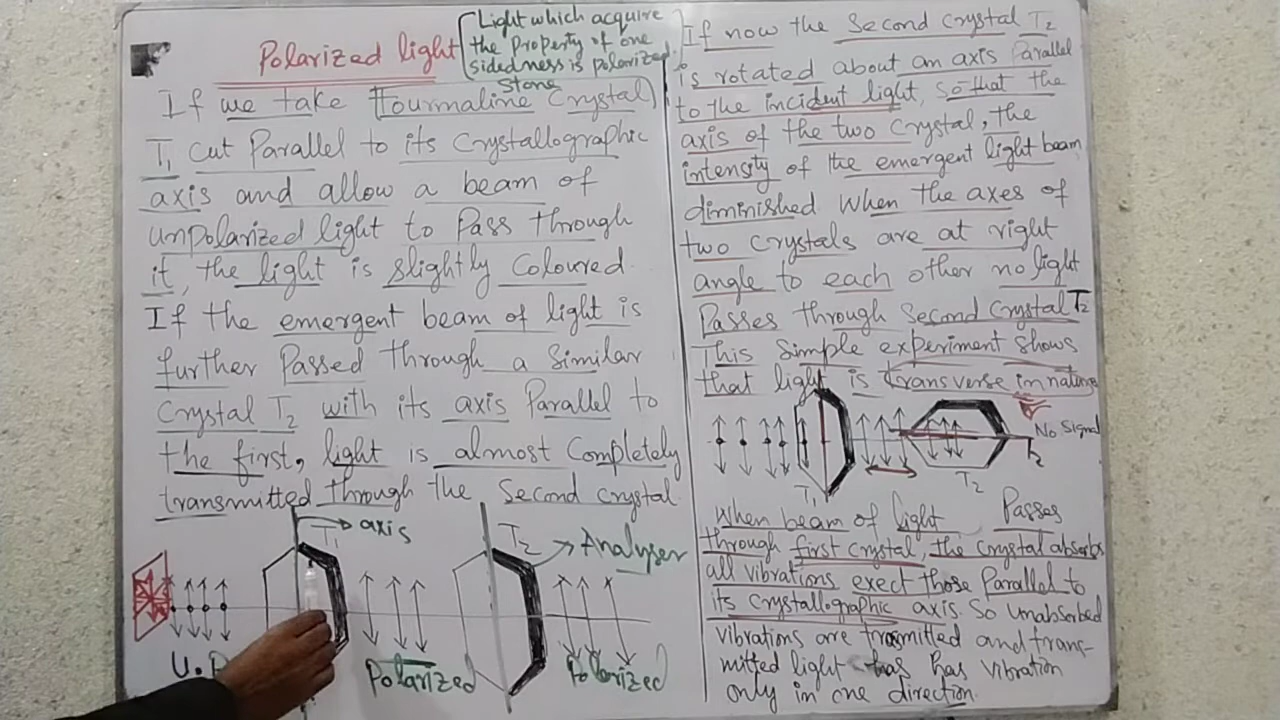 Polarized light
Light which acquire
the Property of one
sidedness is polarized
Stone
If we take Tourmaline Crystal
T1 Cut Parallel to its Crystallographic
axis and allow a beam of
unpolarized light to Pass through
it, the light is slightly Coloured.
If the emergent beam of light is
further Passed through a Similar
Crystal T2 with its axis Parallel to
the first, light is almost Completely
transmitted through the Second crystal.
T1
axis
T2
Analyser
U.P
Polarized
Polarized
If now the Second Crystal T2
is rotated about an axis Parallel
to the incident light, so that the
axis of the two Crystal, the
intensity of the emergent light beam
diminished when the axes of
two crystals are at right
angle to each other no light
Passes through Second Crystal T2
This Simple experiment shows
that light is transverse in nature
No Signal
T1
T2
T2
When beam of light Passes
through first Crystal, the Crystal absorbs
all vibrations exect those Parallel to
its crystallographic axis. So unabsorbed
vibrations are and trans-
mitted light has has vibration
only in one direction.